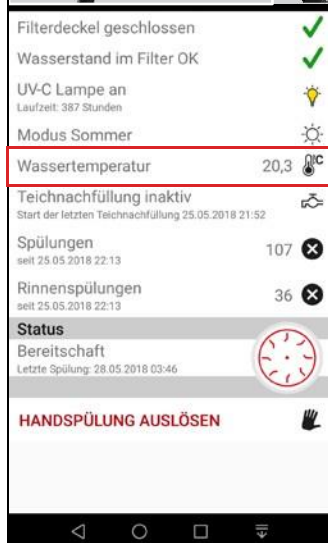 Filterdeckel geschlossen
Wasserstand im Filter OK
UV-C Lampe an
Laufzeit: 387 Stunden
Modus Sommer
Wassertemperatur 20,3 °C
Teichnachfüllung inaktiv
Start der letzten Teichnachfüllung 25.05.2018 21:52
Spülungen 107
seit 25.05.2018 22:13
Rinnenspülungen 36
seit 25.05.2018 22:13
Status
Bereitschaft
Letzte Spülung: 28.05.2018 03:46
HANDSPÜLUNG AUSLÖSEN